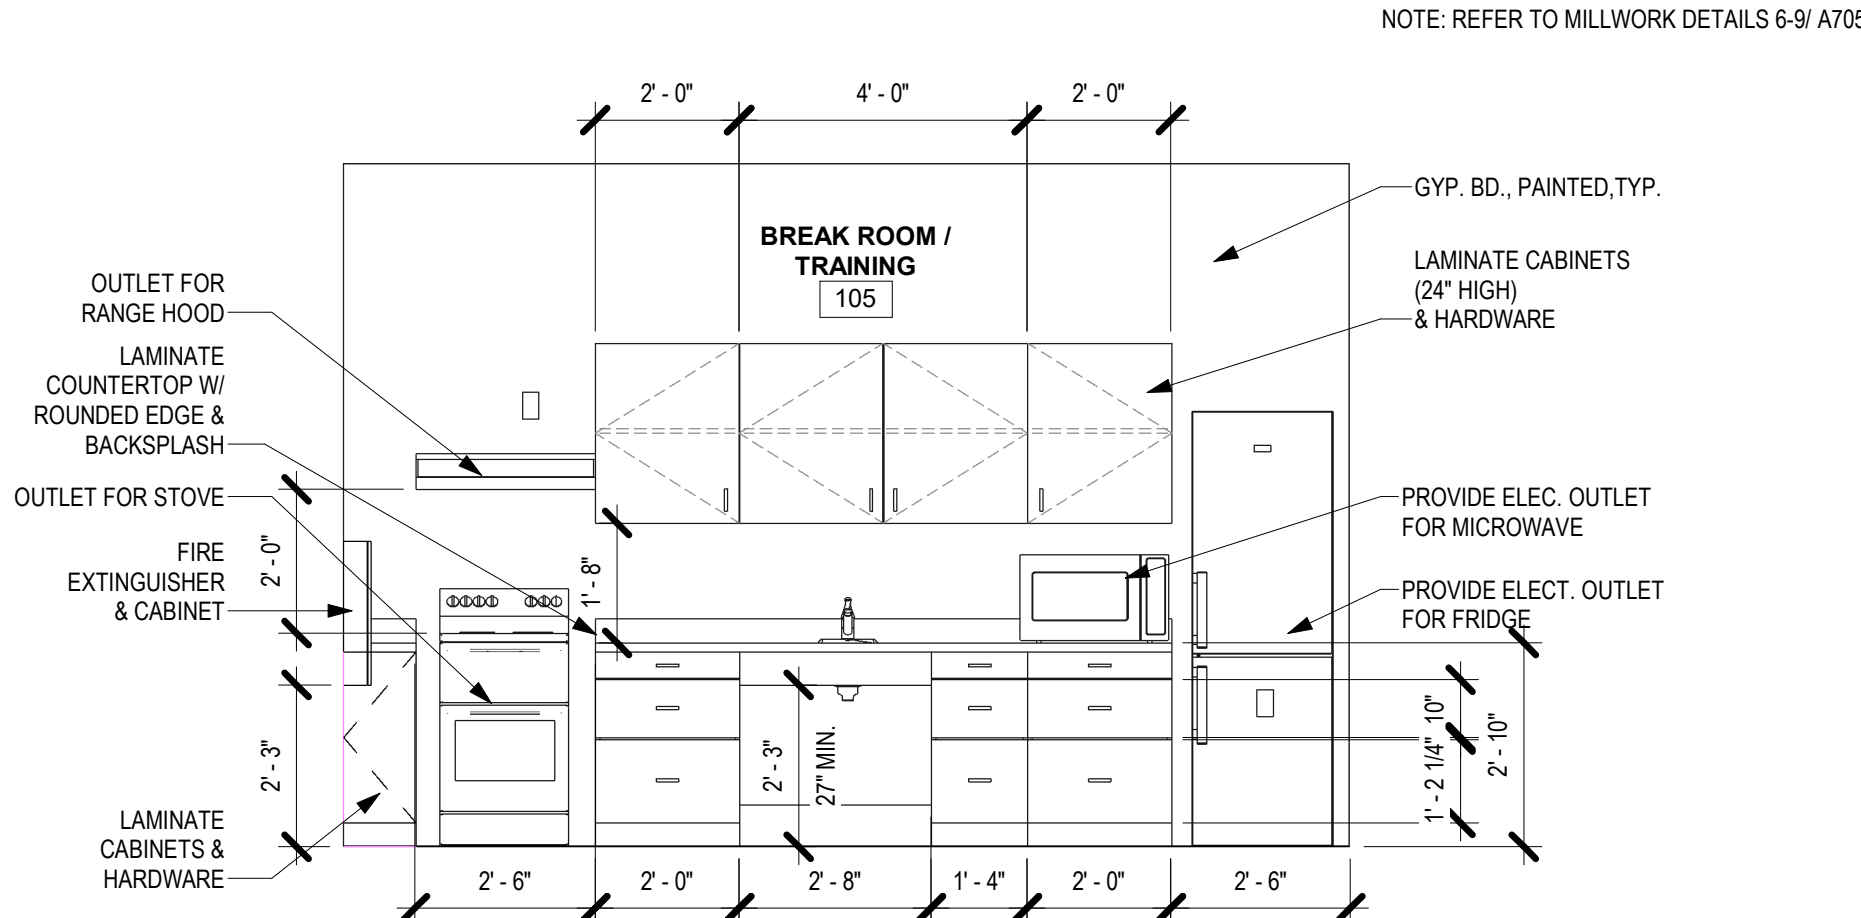 NOTE: REFER TO MILLWORK DETAILS 6-9/ A705
2' - 0" 4' - 0" 2' - 0"
GYP. BD., PAINTED,TYP.
BREAK ROOM /
TRAINING
105
LAMINATE CABINETS
(24" HIGH)
& HARDWARE
OUTLET FOR
RANGE HOOD
LAMINATE
COUNTERTOP W/
ROUNDED EDGE &
BACKSPLASH
OUTLET FOR STOVE
PROVIDE ELEC. OUTLET
FOR MICROWAVE
FIRE
EXTINGUISHER
& CABINET
2' - 0"
1' - 8"
PROVIDE ELECT. OUTLET
FOR FRIDGE
2' - 3"
2' - 3"
27" MIN.
10"
1' - 2 1/4"
2' - 10"
LAMINATE
CABINETS &
HARDWARE
2' - 6" 2' - 0" 2' - 8" 1' - 4" 2' - 0" 2' - 6"